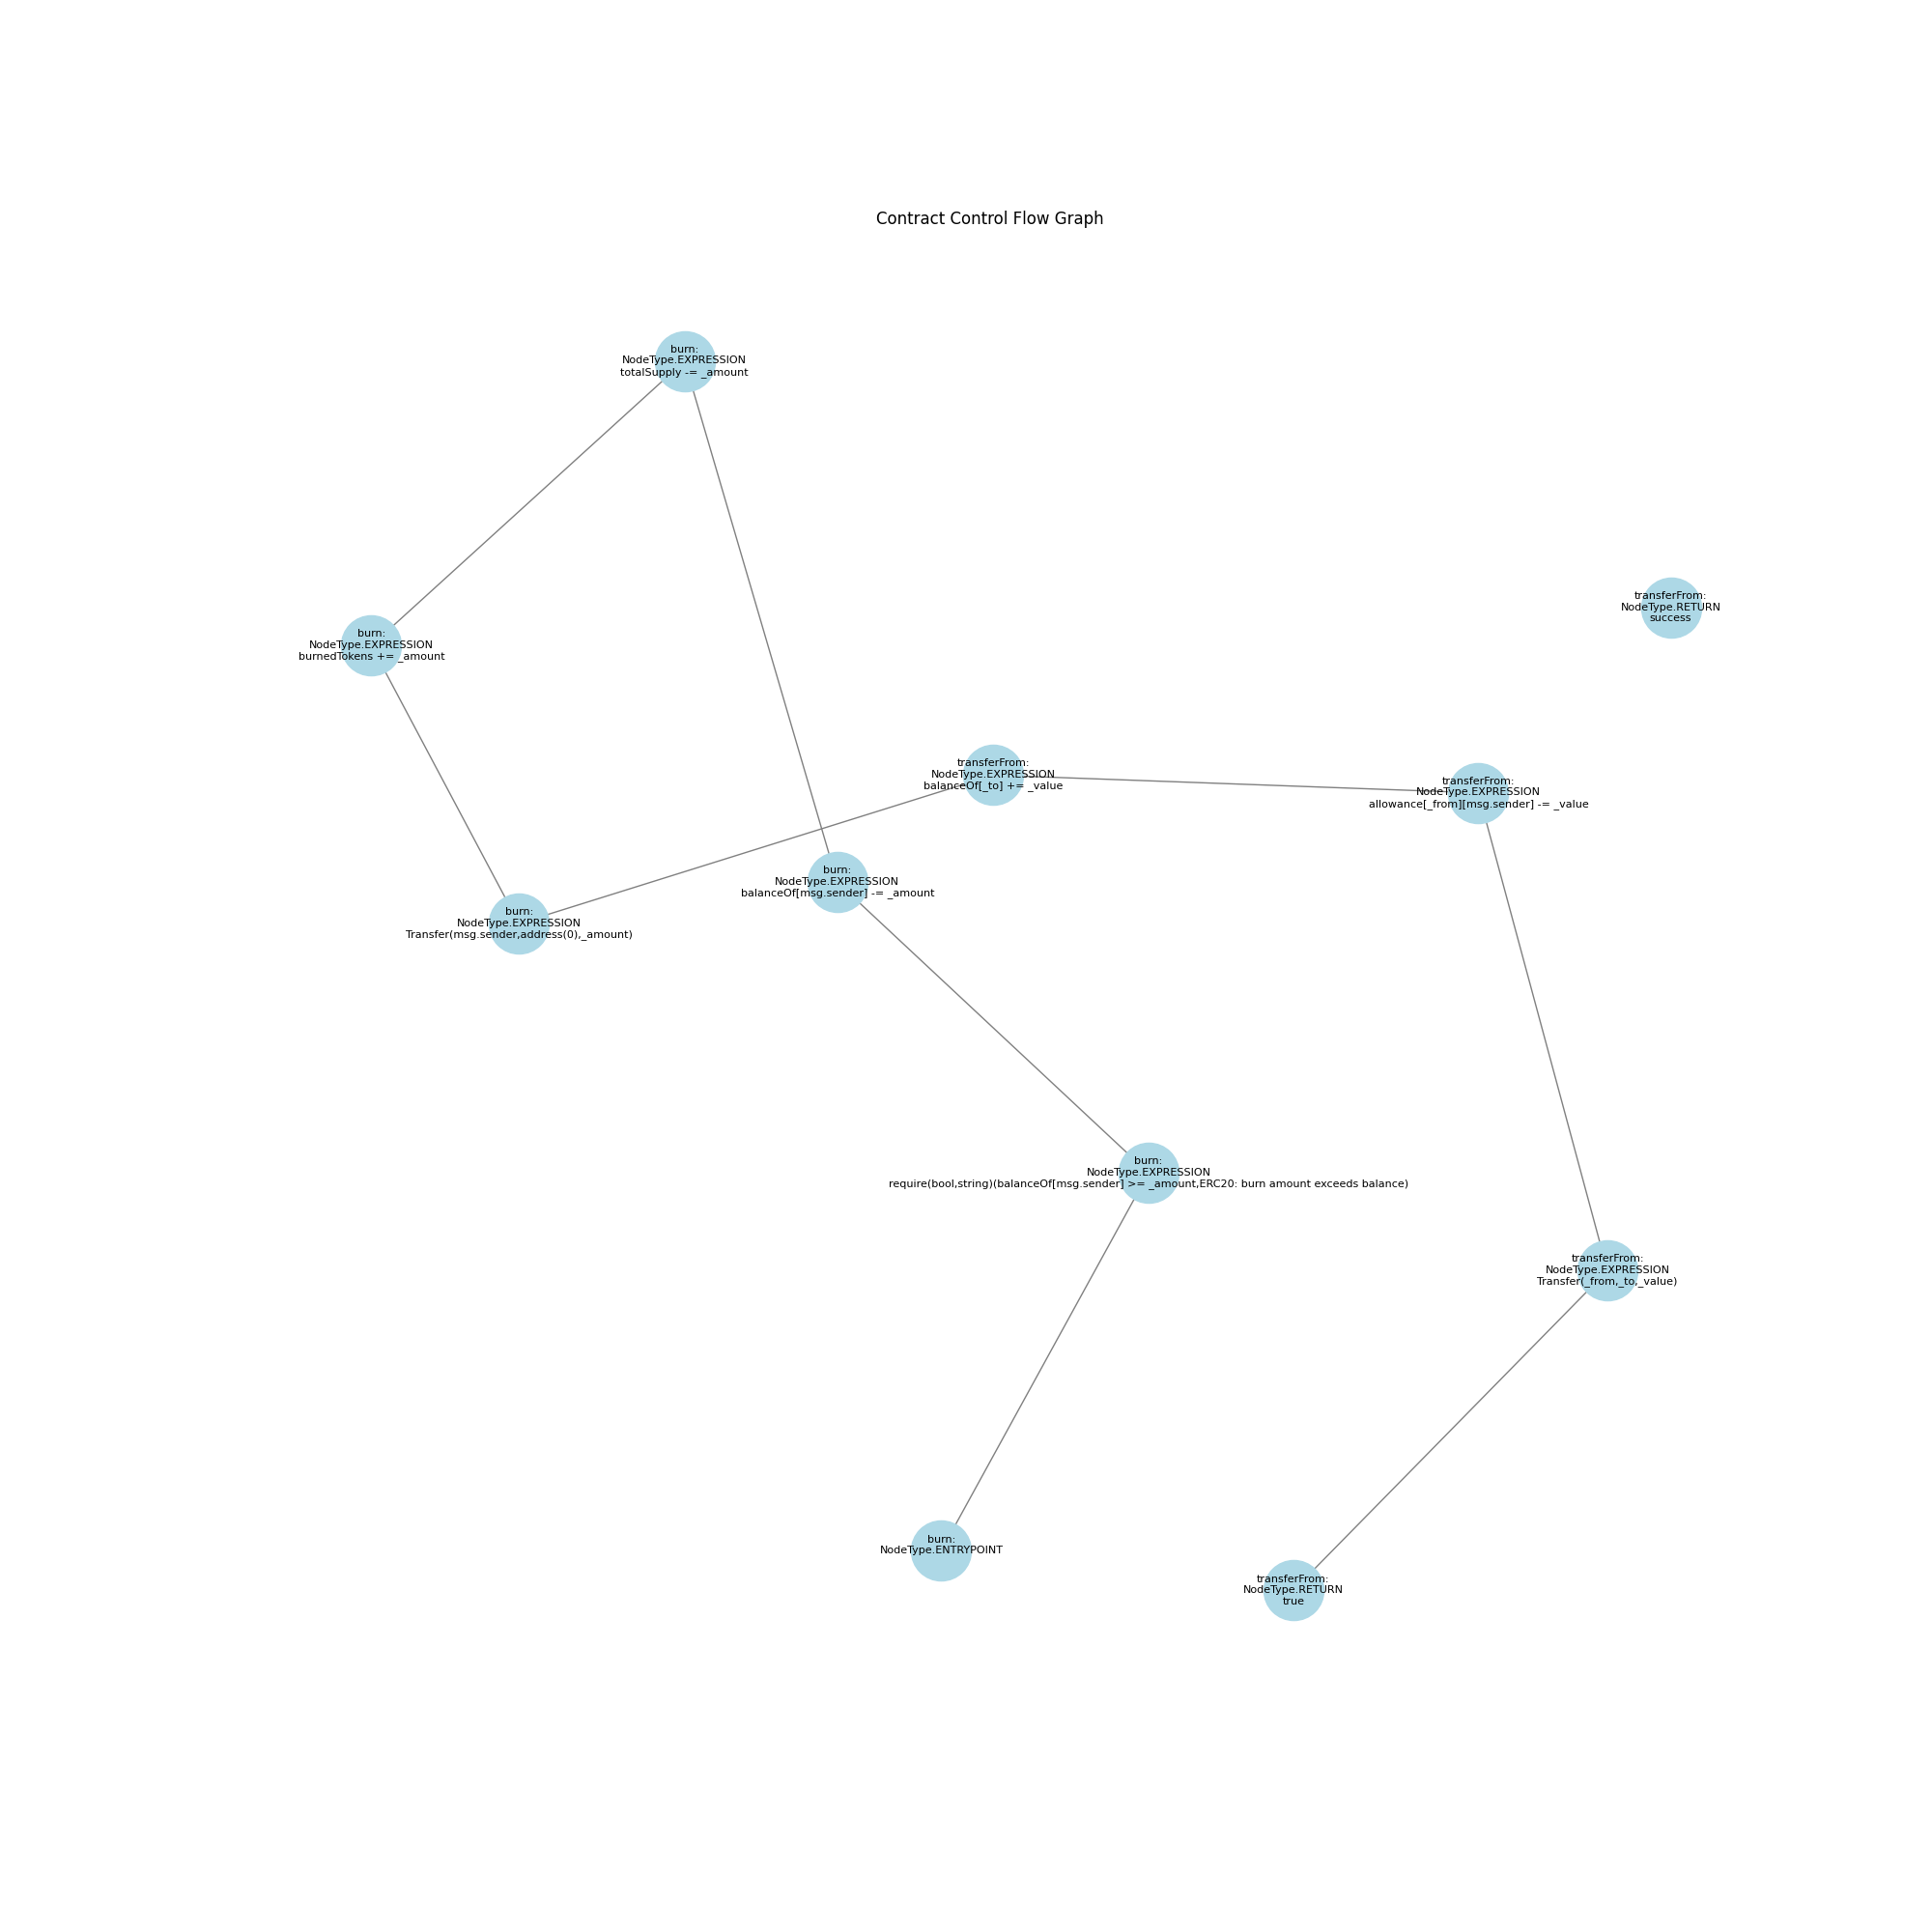 Contract Control Flow Graph
burn:
NodeType.EXPRESSION
totalSupply -= _amount
transferFrom:
NodeType.RETURN
success
burn:
NodeType.EXPRESSION
burnedTokens += _amount
transferFrom:
NodeType.EXPRESSION
balanceOf[_to] += _value
transferFrom:
NodeType.EXPRESSION
allowance[_from][msg.sender] -= _value
burn:
NodeType.EXPRESSION
balanceOf[msg.sender] -= _amount
burn:
NodeType.EXPRESSION
Transfer(msg.sender,address(0),_amount)
burn:
NodeType.EXPRESSION
require(bool,string)(balanceOf[msg.sender] >= _amount,ERC20: burn amount exceeds balance)
transferFrom:
NodeType.EXPRESSION
Transfer(_from,_to,_value)
burn:
NodeType.ENTRYPOINT
transferFrom:
NodeType.RETURN
true